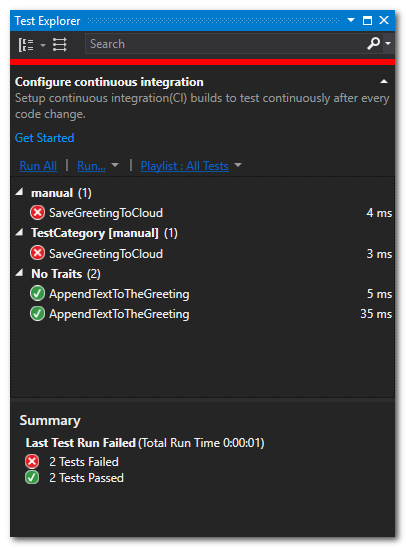 Test Explorer
Search
Configure continuous integration
Setup continuous integration(CI) builds to test continuously after every
code change.
Get Started
Run All | Run... | Playlist : All Tests
manual (1)
SaveGreetingToCloud 4 ms
TestCategory [manual] (1)
SaveGreetingToCloud 3 ms
No Traits (2)
AppendTextToTheGreeting 5 ms
AppendTextToTheGreeting 35 ms
Summary
Last Test Run Failed (Total Run Time 0:00:01)
2 Tests Failed
2 Tests Passed